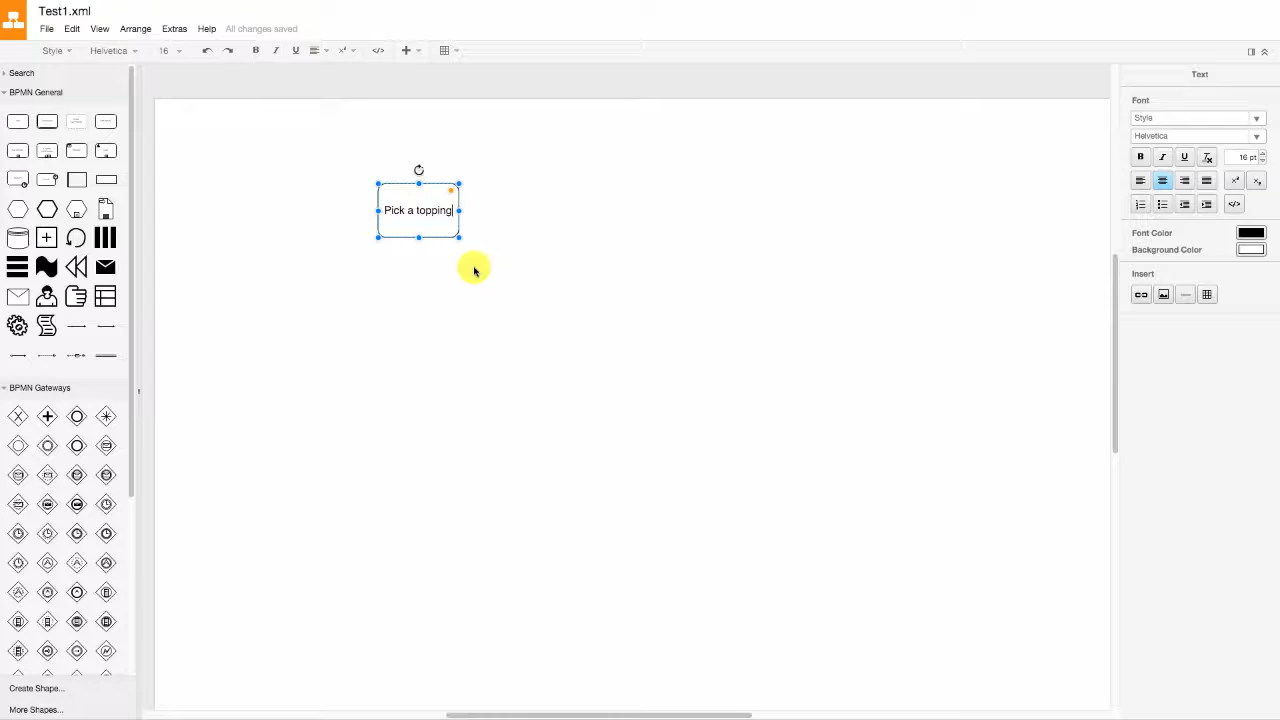 Test1.xml
File Edit View Arrange Extras Help All changes saved
Style Helvetica 16 B I U </>
Search
BPMN General
BPMN Gateways
Create Shape...
More Shapes...
Pick a topping
Text
Font
Style
Helvetica
B I U 16 pt
Font Color
Background Color
Insert